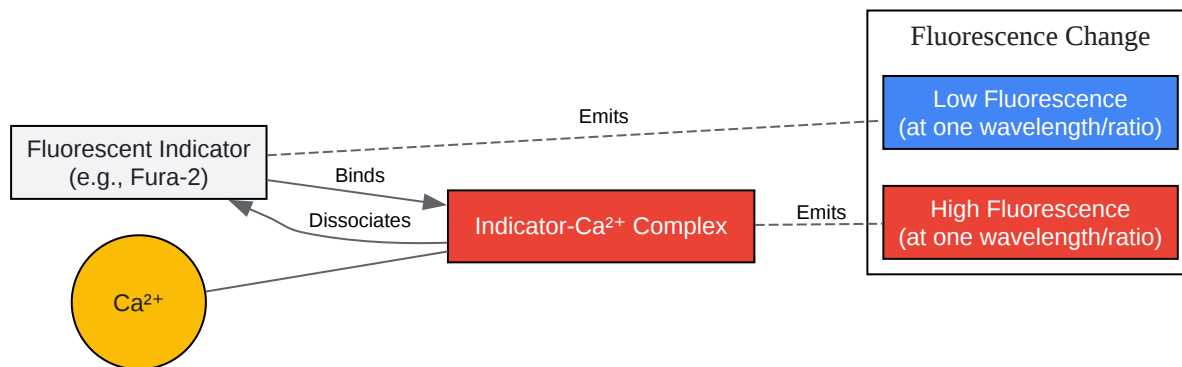 Fluorescence Change
Low Fluorescence
(at one wavelength/ratio)
Emits
Fluorescent Indicator
(e.g., Fura-2)
Binds
Dissociates
Indicator-Ca²⁺ Complex
Emits
High Fluorescence
(at one wavelength/ratio)
Ca²⁺